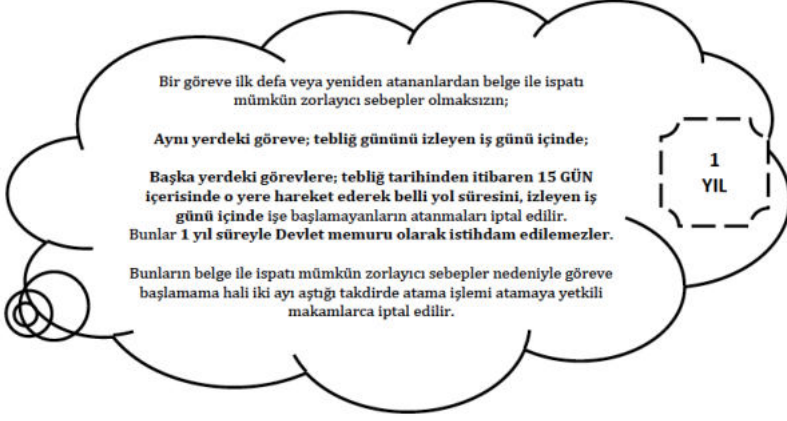 Bir göreve ilk defa veya yeniden atananlardan belge ile ispatı
mümkün zorlayıcı sebepler olmaksızın;
Aynı yerdeki göreve; tebliğ gününü izleyen iş günü içinde;
Başka yerdeki görevlere; tebliğ tarihinden itibaren 15 GÜN
içerisinde o yere hareket ederek belli yol süresini, izleyen iş
günü içinde işe başlamayanların atanmaları iptal edilir.
Bunlar 1 yıl süreyle Devlet memuru olarak istihdam edilemezler.
Bunların belge ile ispatı mümkün zorlayıcı sebepler nedeniyle göreve
başlamama hali iki ayı aştığı takdirde atama işlemi atamaya yetkili
makamlarca iptal edilir.
1
YIL